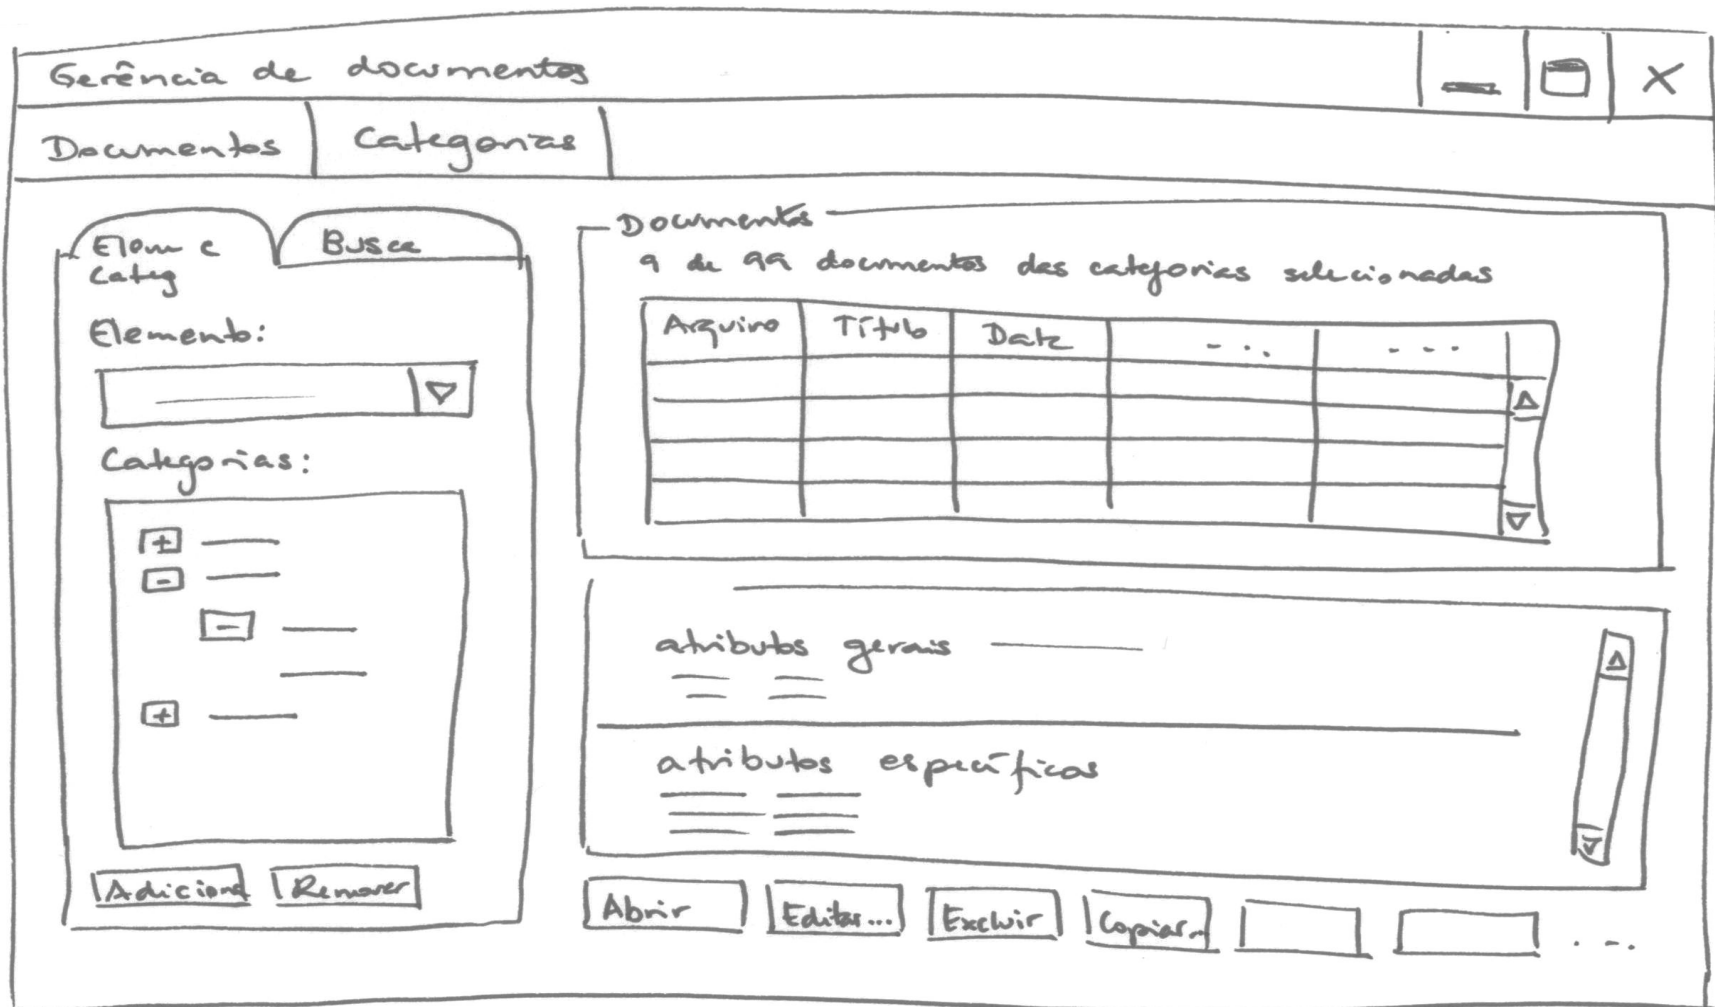 Gerência de documentos
Documentos
Categorias
Elem e
Categ
Busca
Elemento:
Categorias:
+
-
-
+
Adiciona
Remover
Documentos
9 de 99 documentos das categorias selecionadas
Arquivo Título Data ... ...
atributos gerais
atributos específicos
Abrir
Editar...
Excluir
Copiar...
...